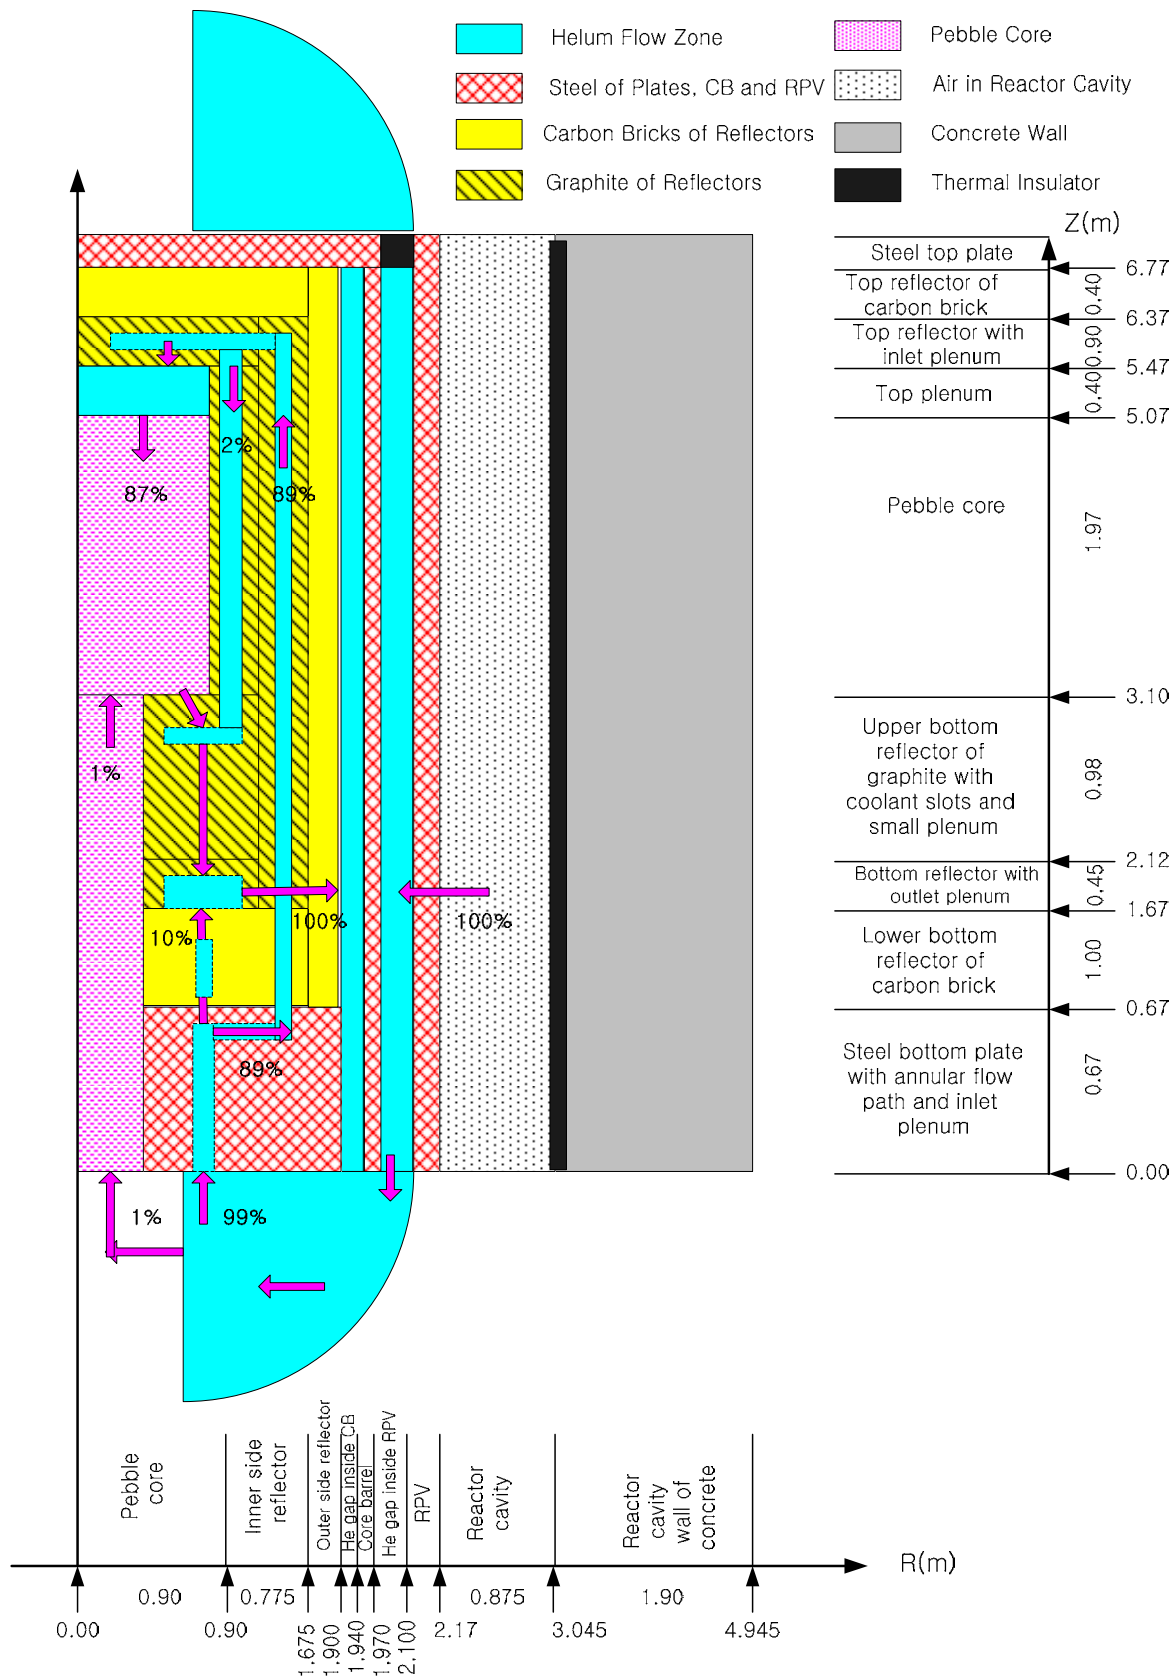 Helum Flow Zone
Pebble Core
Steel of Plates, CB and RPV
Air in Reactor Cavity
Carbon Bricks of Reflectors
Concrete Wall
Graphite of Reflectors
Thermal Insulator
Z(m)
Steel top plate
6.77
Top reflector of
carbon brick
0.40
6.37
Top reflector with
inlet plenum
0.90
5.47
Top plenum
0.40
5.07
Pebble core
1.97
3.10
Upper bottom
reflector of
graphite with
coolant slots and
small plenum
0.98
2.12
Bottom reflector with
outlet plenum
0.45
1.67
Lower bottom
reflector of
carbon brick
1.00
0.67
Steel bottom plate
with annular flow
path and inlet
plenum
0.67
0.00
2%
87%
89%
1%
10%
100%
100%
89%
1%
99%
Pebble
core
Inner side
reflector
Outer side reflector
He gap inside CB
Core barrel
He gap inside RPV
RPV
Reactor
cavity
Reactor
cavity
wall of
concrete
R(m)
0.90
0.775
0.875
1.90
0.00
0.90
1.675
1.900
1.940
1.970
2.100
2.17
3.045
4.945